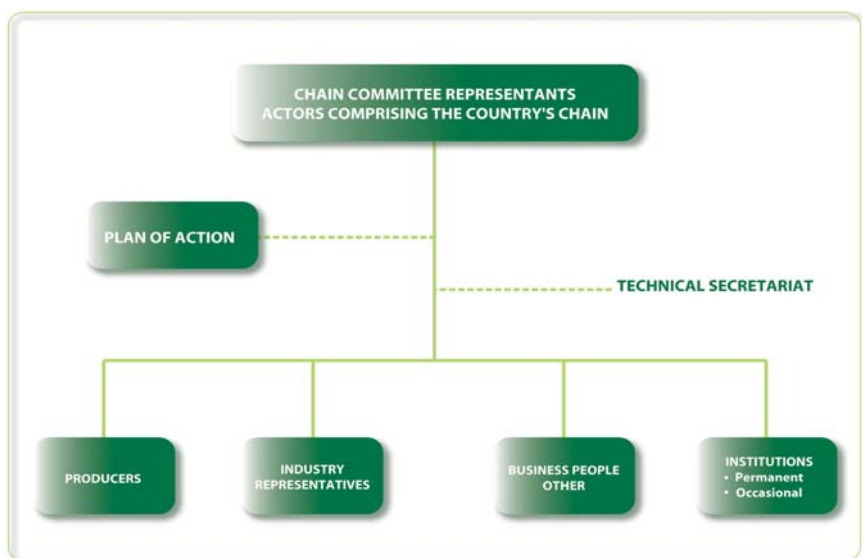 CHAIN COMMITTEE REPRESENTANTS
ACTORS COMPRISING THE COUNTRY'S CHAIN
PLAN OF ACTION
TECHNICAL SECRETARIAT
PRODUCERS
INDUSTRY
REPRESENTATIVES
BUSINESS PEOPLE
OTHER
INSTITUTIONS
• Permanent
• Occasional